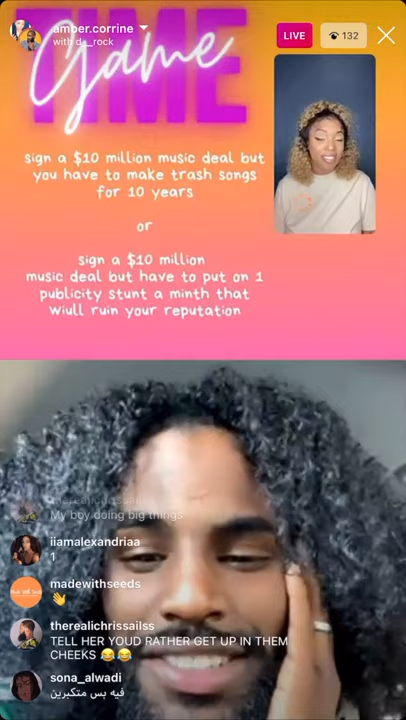 TIME
Game
amber.corrine
with de_rock
LIVE
132
sign a $10 million music deal but
you have to make trash songs
for 10 years
or
sign a $10 million
music deal but have to put on 1
publicity stunt a minth that
wiull ruin your reputation
My boy doing big things
iiamalexandriaa
1
madewithseeds
👋
therealichrissailss
TELL HER YOUD RATHER GET UP IN THEM
CHEEKS 😂😂
sona_alwadi
فيه بس متكبرين